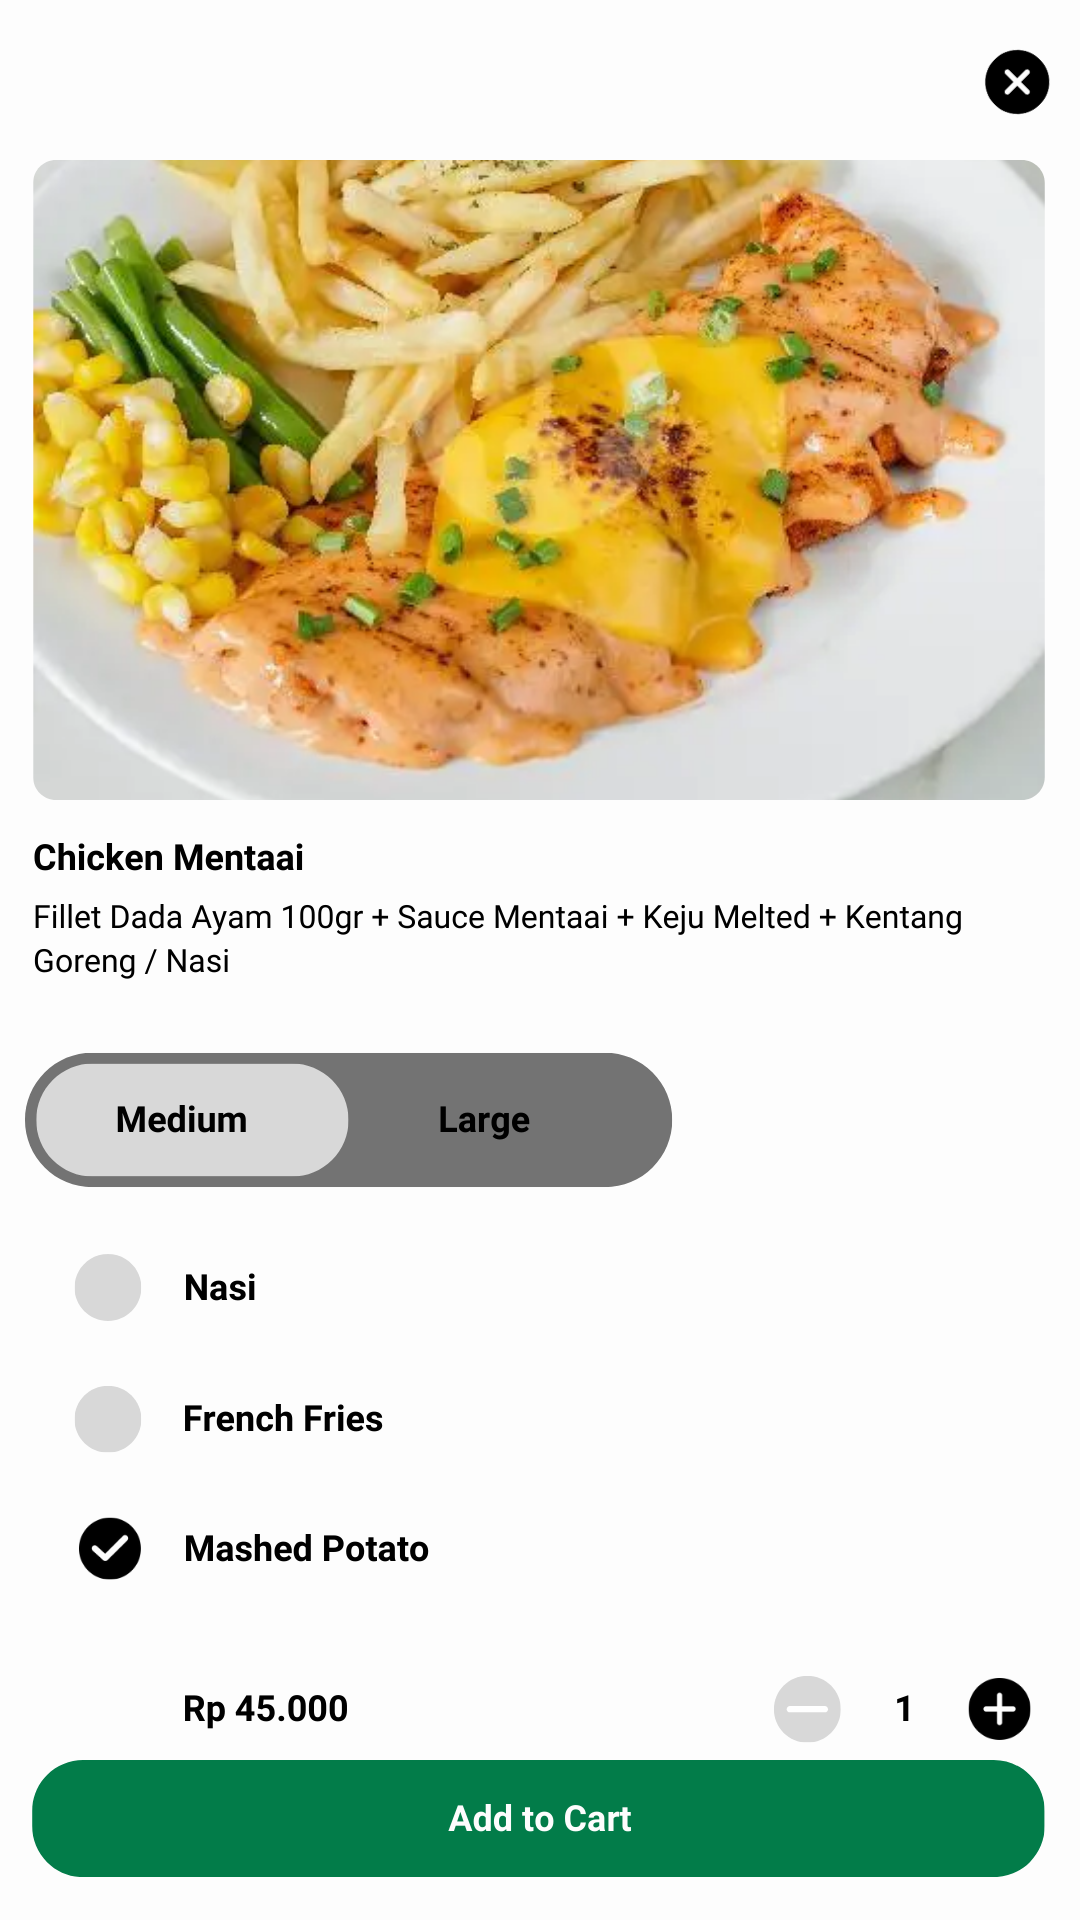 Chicken Mentaai
Fillet Dada Ayam 100gr + Sauce Mentaai + Keju Melted + Kentang
Goreng / Nasi
Medium
Large
Nasi
French Fries
Mashed Potato
Rp 45.000
1
Add to Cart